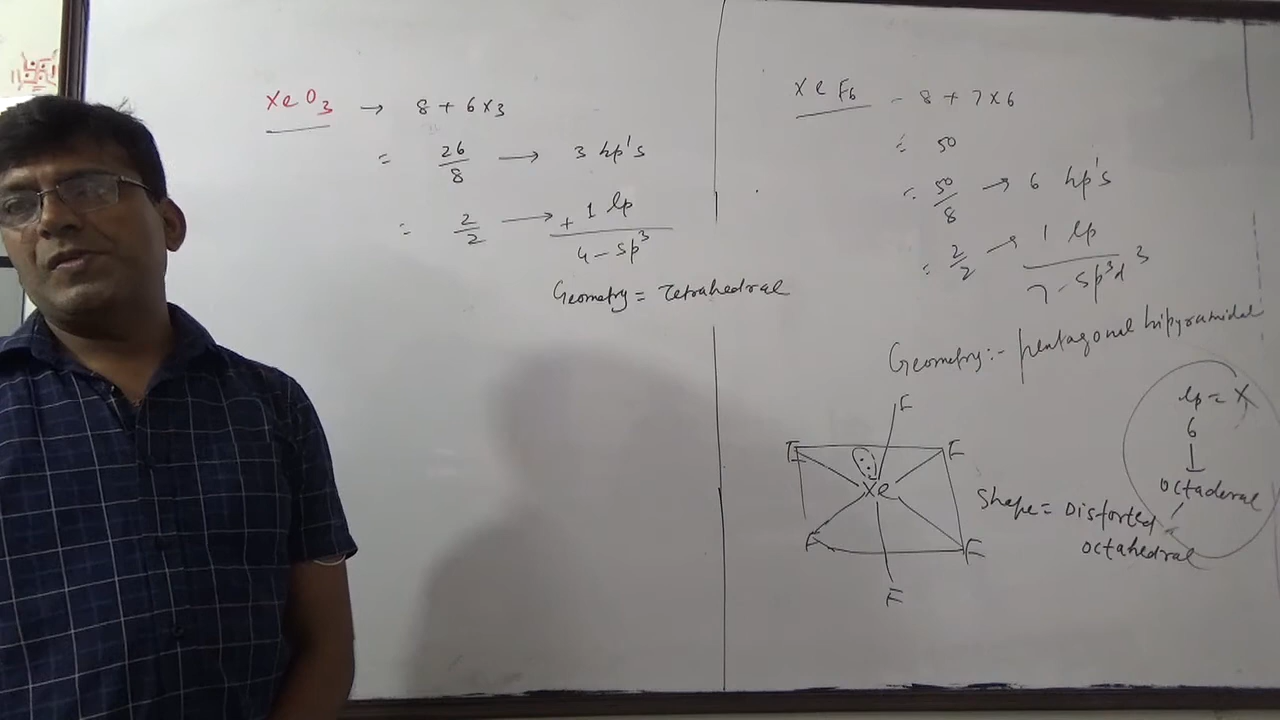 XeO3 → 8 + 6×3
= 26/8 → 3 bp's
= 2/2 → + 1 lp
4 – sp³
Geometry = Tetrahedral
XeF6 – 8 + 7×6
= 50
= 50/8 → 6 bp's
= 2/2 → 1 lp
7 – sp³d³
Geometry:- pentagonal bipyramidal
F
F F
Xe
F F
F
Shape = Distorted
octahedral
lp = X
6
octaderal